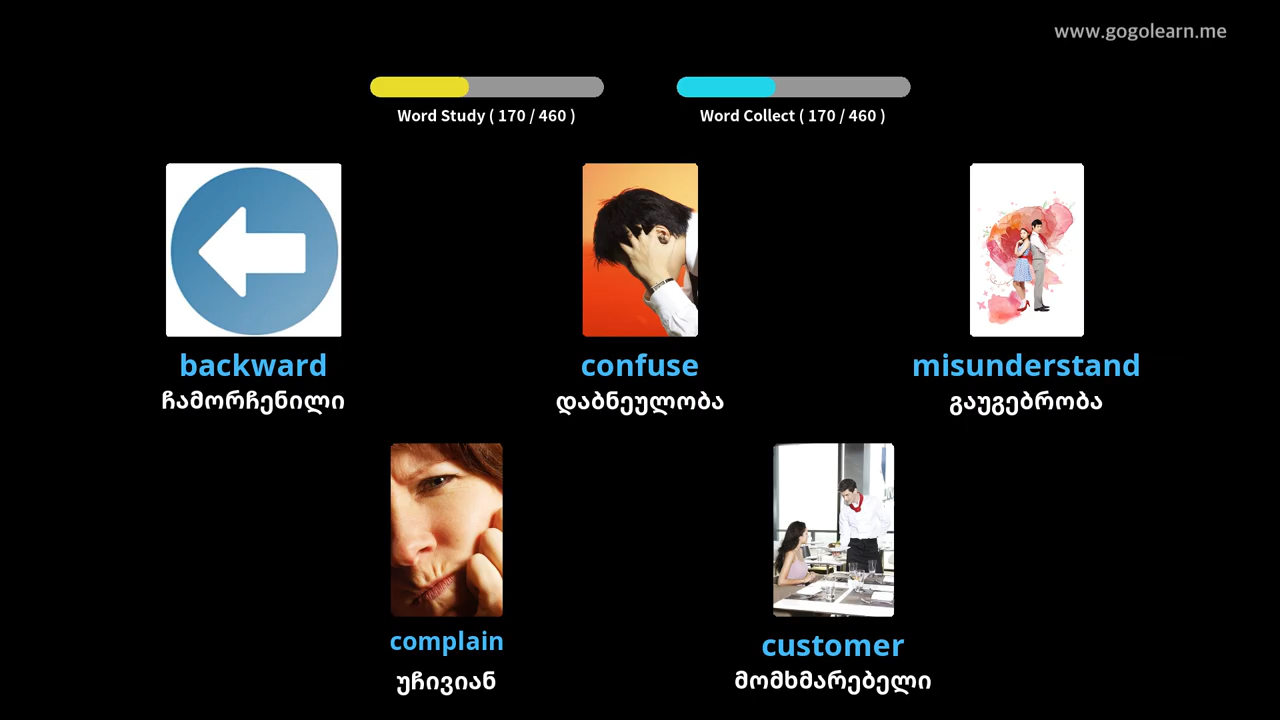 www.gogolearn.me
Word Study ( 170 / 460 )
Word Collect ( 170 / 460 )
backward
ჩამორჩენილი
confuse
დაბნეულობა
misunderstand
გაუგებრობა
complain
უჩივიან
customer
მომხმარებელი